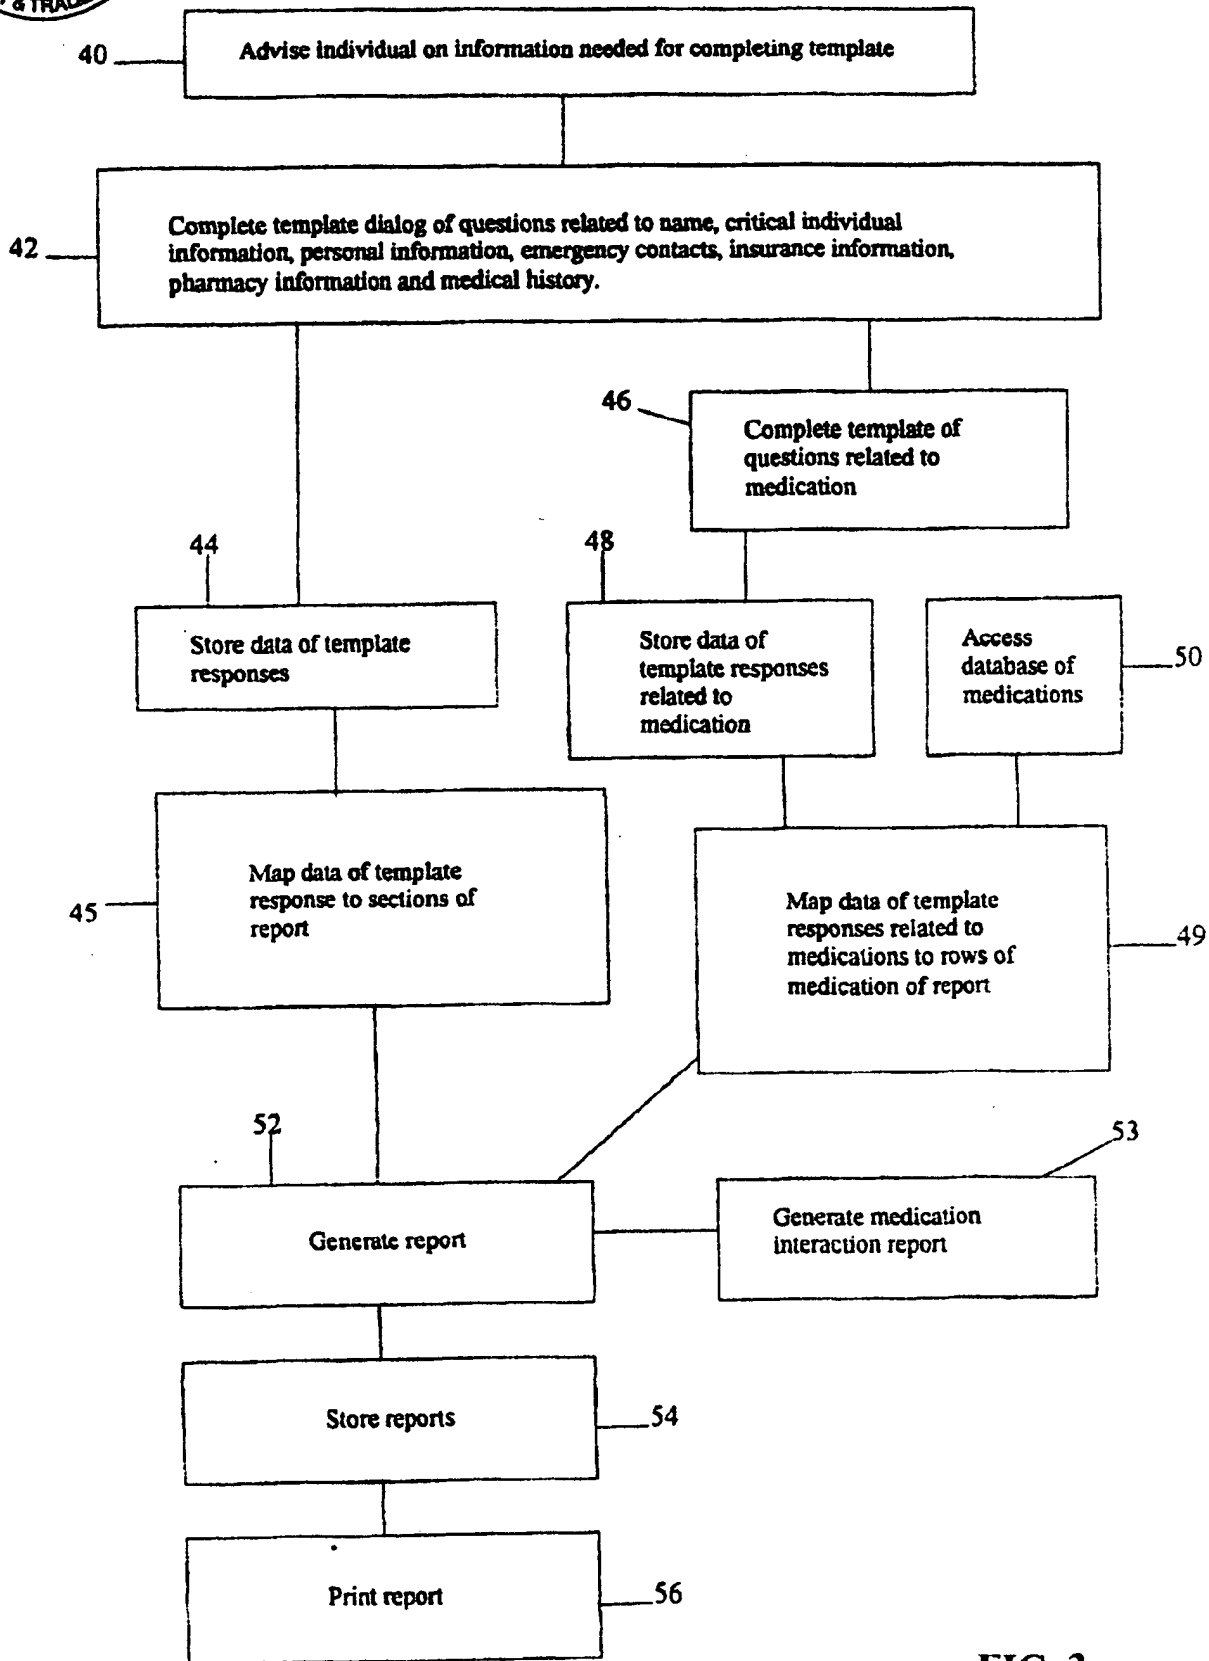 & TRADE
40
Advise individual on information needed for completing template
42
Complete template dialog of questions related to name, critical individual
information, personal information, emergency contacts, insurance information,
pharmacy information and medical history.
46
Complete template of
questions related to
medication
44
48
Store data of template
responses
Store data of
template responses
related to
medication
Access
database of
medications
50
Map data of template
response to sections of
report
45
Map data of template
responses related to
medications to rows of
medication of report
49
52
53
Generate report
Generate medication
interaction report
Store reports
54
Print report
56